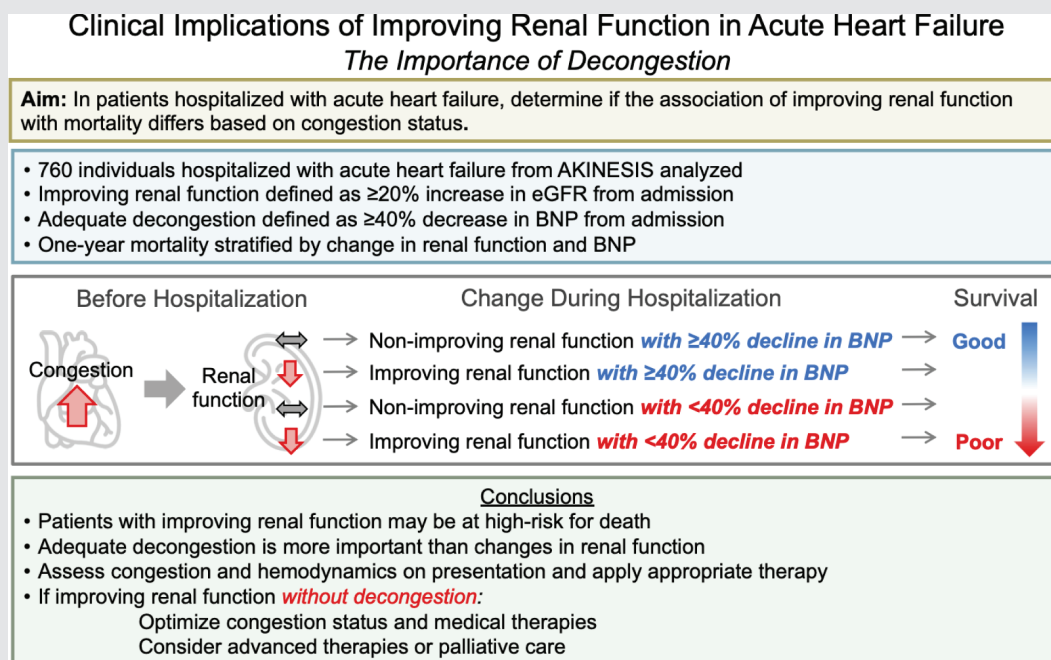 Clinical Implications of Improving Renal Function in Acute Heart Failure
The Importance of Decongestion
Aim: In patients hospitalized with acute heart failure, determine if the association of improving renal function
with mortality differs based on congestion status.
• 760 individuals hospitalized with acute heart failure from AKINESIS analyzed
• Improving renal function defined as ≥20% increase in eGFR from admission
• Adequate decongestion defined as ≥40% decrease in BNP from admission
• One-year mortality stratified by change in renal function and BNP
Before Hospitalization
Change During Hospitalization
Survival
Congestion
Renal
function
Non-improving renal function with ≥40% decline in BNP
Good
Improving renal function with ≥40% decline in BNP
Non-improving renal function with <40% decline in BNP
Improving renal function with <40% decline in BNP
Poor
Conclusions
• Patients with improving renal function may be at high-risk for death
• Adequate decongestion is more important than changes in renal function
• Assess congestion and hemodynamics on presentation and apply appropriate therapy
• If improving renal function without decongestion:
Optimize congestion status and medical therapies
Consider advanced therapies or palliative care